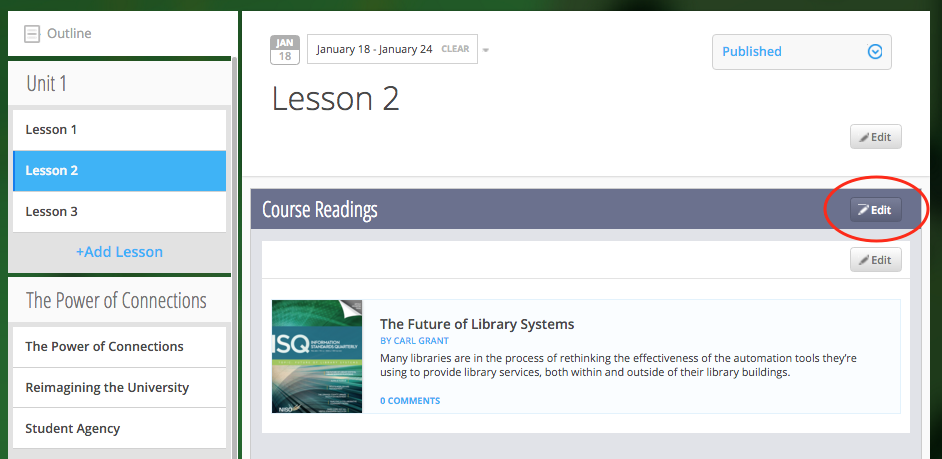 Outline
Unit 1
Lesson 1
Lesson 2
Lesson 3
+Add Lesson
The Power of Connections
The Power of Connections
Reimagining the University
Student Agency
JAN
18
January 18 - January 24 CLEAR
Published
Lesson 2
Edit
Course Readings
Edit
Edit
ISQ
INFORMATION
STANDARDS QUARTERLY
NISO
The Future of Library Systems
BY CARL GRANT
Many libraries are in the process of rethinking the effectiveness of the automation tools they're
using to provide library services, both within and outside of their library buildings.
0 COMMENTS